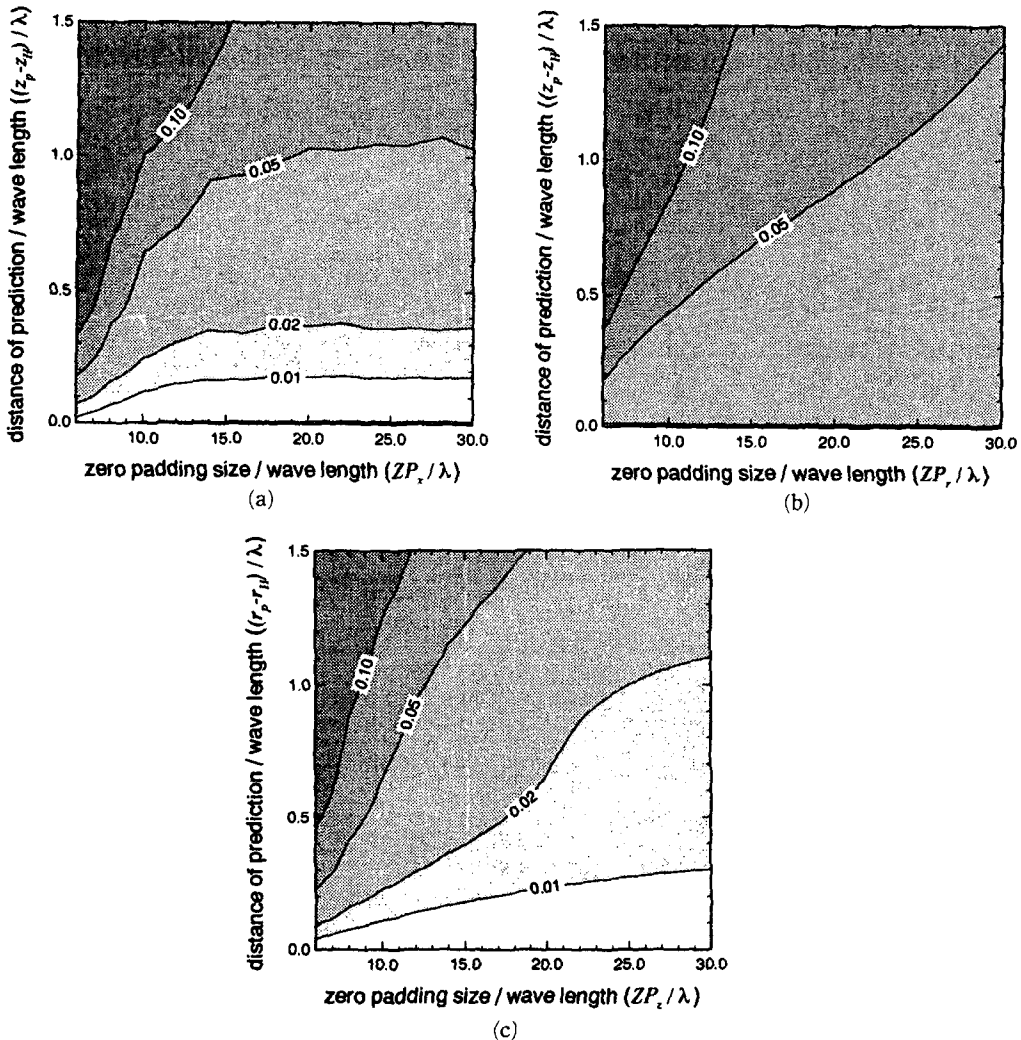 distance of prediction / wave length ((z_p-z_H) / λ)
1.5
1.0
0.5
0.0
0.10
0.05
0.02
0.01
10.0 15.0 20.0 25.0 30.0
zero padding size / wave length (ZP_x / λ)
(a)
distance of prediction / wave length ((z_p-z_H) / λ)
1.5
1.0
0.5
0.0
0.10
0.05
10.0 15.0 20.0 25.0 30.0
zero padding size / wave length (ZP_r / λ)
(b)
distance of prediction / wave length ((r_p-r_H) / λ)
1.5
1.0
0.5
0.0
0.10
0.05
0.02
0.01
10.0 15.0 20.0 25.0 30.0
zero padding size / wave length (ZP_z / λ)
(c)